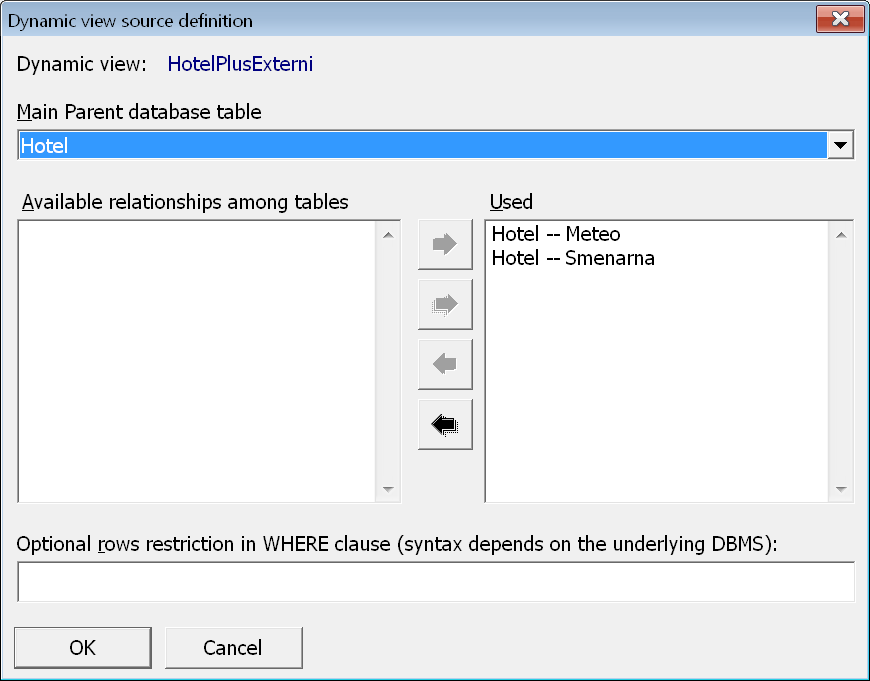 Dynamic view source definition
Dynamic view: HotelPlusExterni
Main Parent database table
Hotel
Available relationships among tables
Used
Hotel -- Meteo
Hotel -- Smenarna
Optional rows restriction in WHERE clause (syntax depends on the underlying DBMS):
OK
Cancel